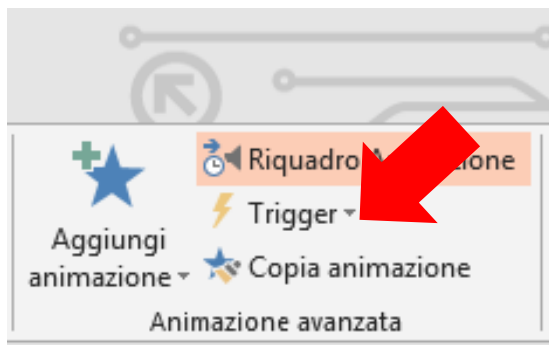 Riquadro
Trigger
Aggiungi
animazione
Copia animazione
Animazione avanzata